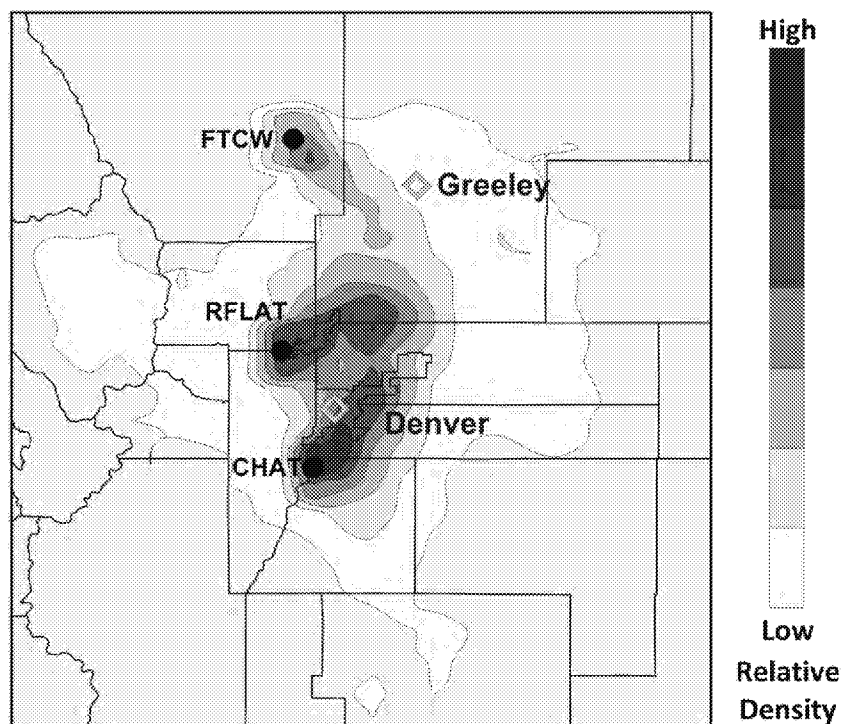 High
FTCW
Greeley
RFLAT
Denver
CHAT
Low
Relative
Density